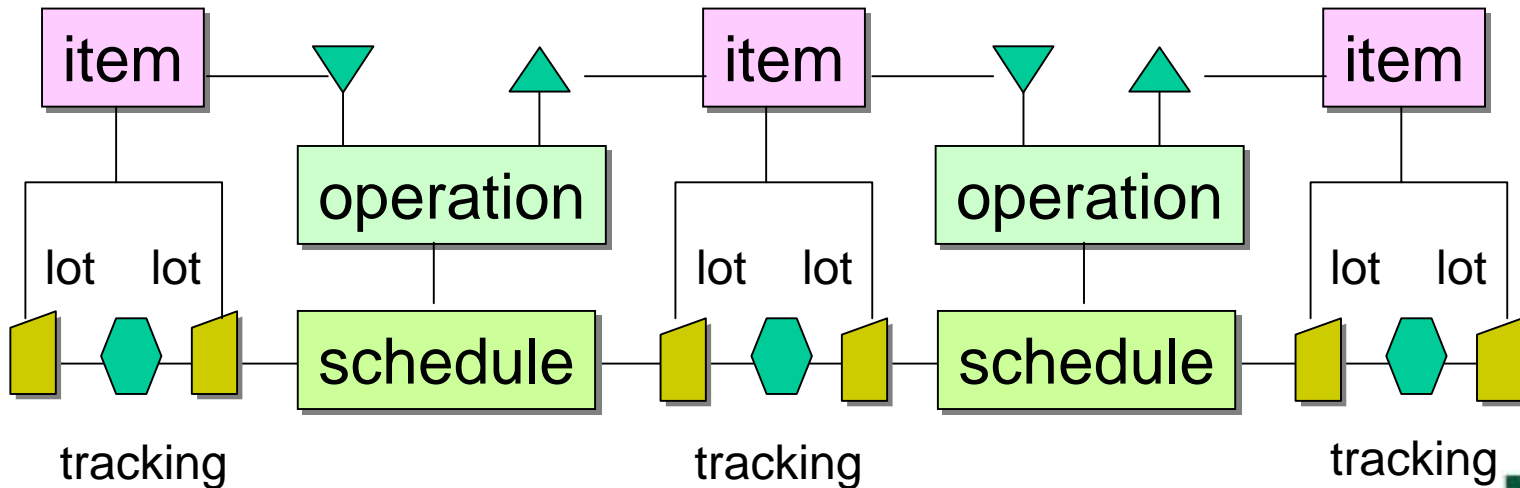 item item item
operation operation
lot lot lot lot lot lot
schedule schedule
tracking tracking tracking